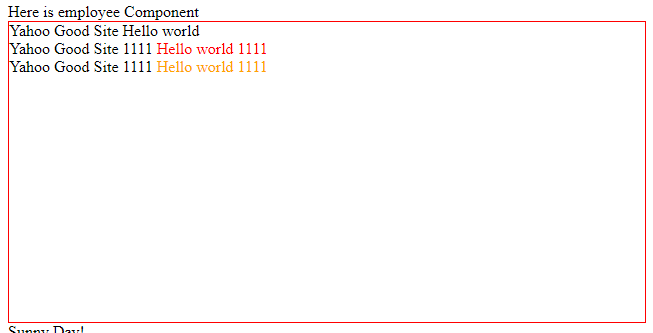 Here is employee Component
Yahoo Good Site Hello world
Yahoo Good Site 1111 Hello world 1111
Yahoo Good Site 1111 Hello world 1111
Sunny Day!